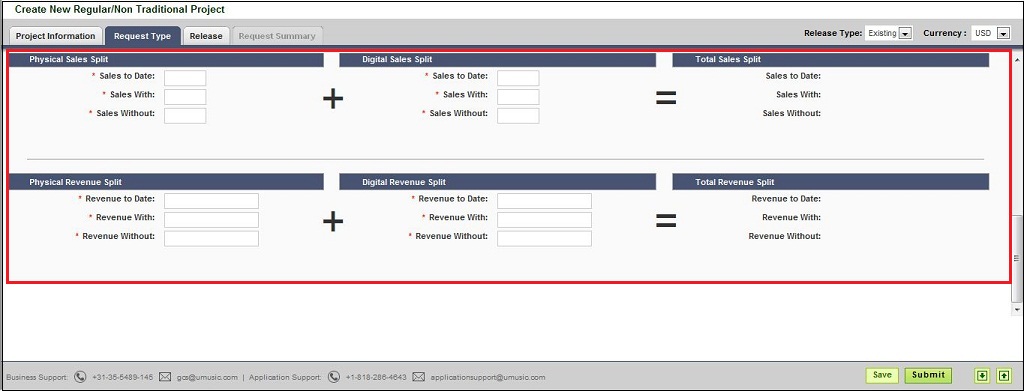 Create New Regular/Non Traditional Project
Project Information Request Type Release Request Summary Release Type: Existing Currency : USD
Physical Sales Split Digital Sales Split Total Sales Split
* Sales to Date: * Sales to Date: Sales to Date:
* Sales With: + * Sales With: = Sales With:
* Sales Without: * Sales Without: Sales Without:
Physical Revenue Split Digital Revenue Split Total Revenue Split
* Revenue to Date: * Revenue to Date: Revenue to Date:
* Revenue With: + * Revenue With: = Revenue With:
* Revenue Without: * Revenue Without: Revenue Without:
Business Support: +31-35-5489-145 gcs@umusic.com | Application Support: +1-818-286-4643 applicationsupport@umusic.com Save Submit